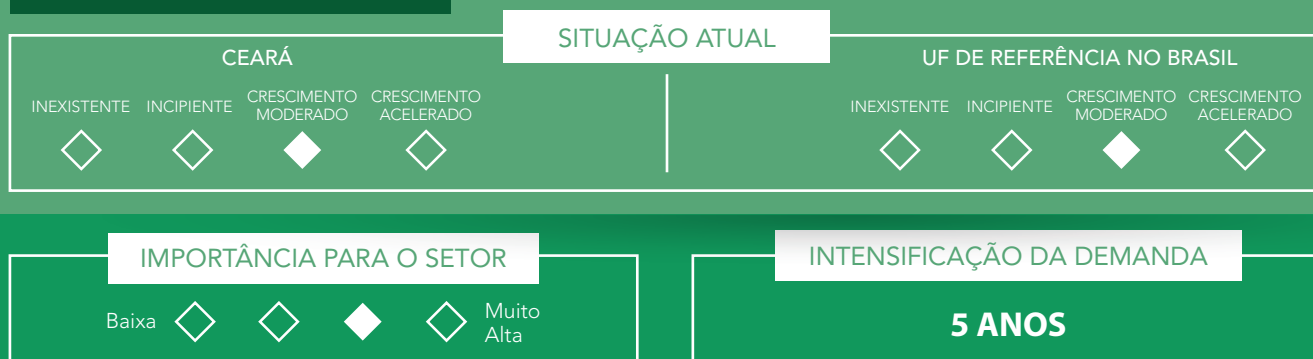 SITUAÇÃO ATUAL
CEARÁ
INEXISTENTE INCIPIENTE CRESCIMENTO MODERADO CRESCIMENTO ACELERADO
UF DE REFERÊNCIA NO BRASIL
INEXISTENTE INCIPIENTE CRESCIMENTO MODERADO CRESCIMENTO ACELERADO
IMPORTÂNCIA PARA O SETOR
Baixa
Muito
Alta
INTENSIFICAÇÃO DA DEMANDA
5 ANOS